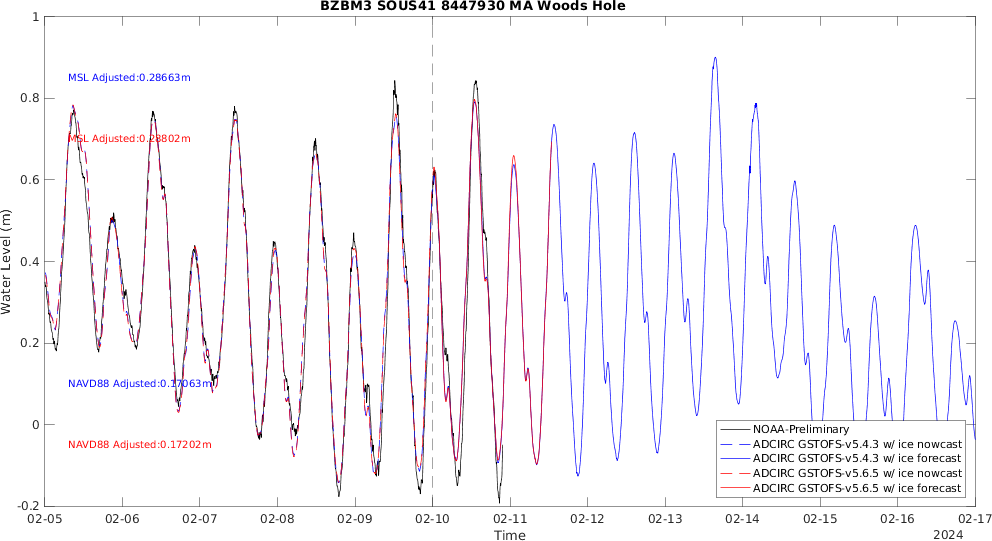 BZBM3 SOUS41 8447930 MA Woods Hole
1
0.8
0.6
0.4
0.2
0
-0.2
Water Level (m)
MSL Adjusted:0.28663m
MSL Adjusted:0.28802m
NAVD88 Adjusted:0.17063m
NAVD88 Adjusted:0.17202m
NOAA-Preliminary
ADCIRC GSTOFS-v5.4.3 w/ ice nowcast
ADCIRC GSTOFS-v5.4.3 w/ ice forecast
ADCIRC GSTOFS-v5.6.5 w/ ice nowcast
ADCIRC GSTOFS-v5.6.5 w/ ice forecast
02-05 02-06 02-07 02-08 02-09 02-10 02-11 02-12 02-13 02-14 02-15 02-16 02-17
Time
2024